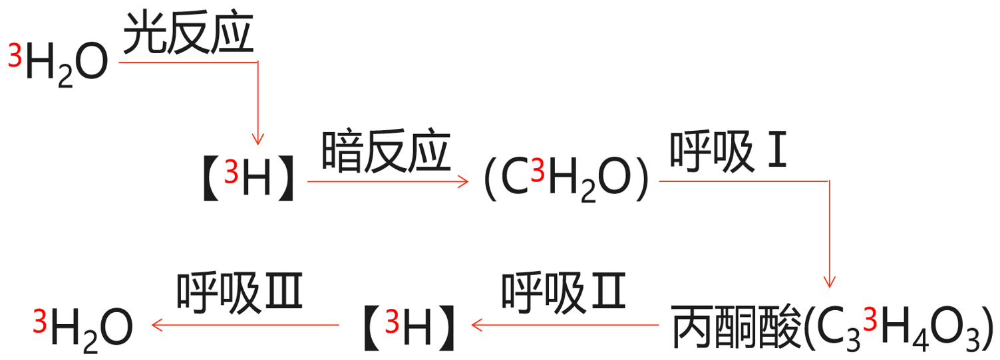 ³H₂O 光反应
【³H】 暗反应 (C³H₂O) 呼吸Ⅰ
³H₂O 呼吸Ⅲ 【³H】 呼吸Ⅱ 丙酮酸(C₃³H₄O₃)